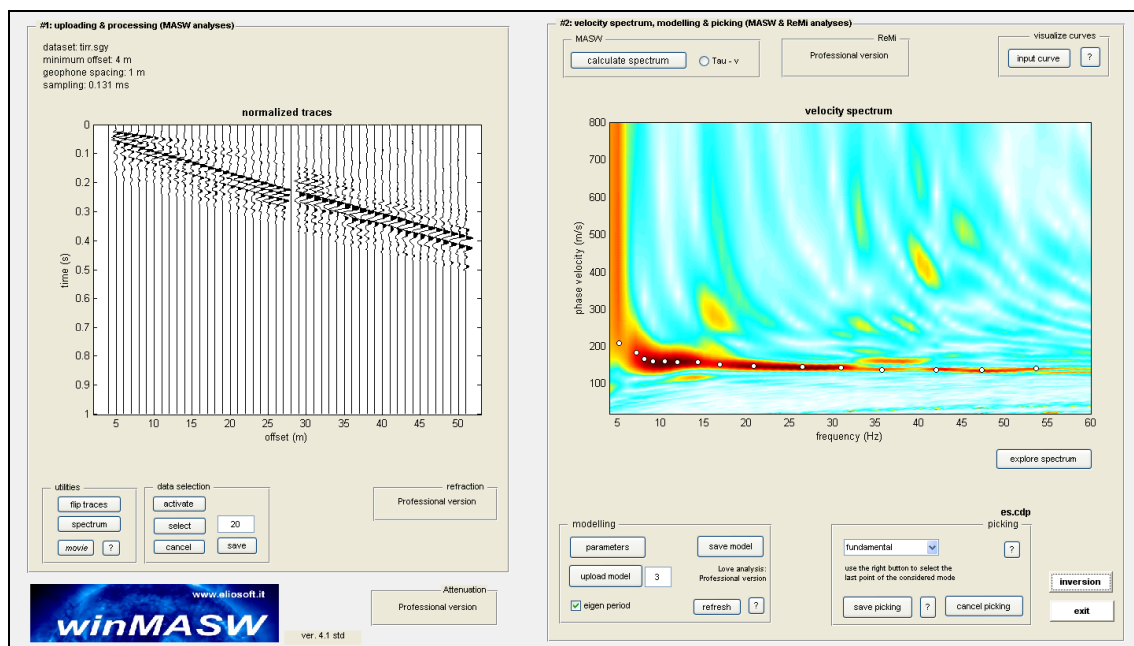 #1: uploading & processing (MASW analyses)
dataset: tirr.sgy
minimum offset: 4 m
geophone spacing: 1 m
sampling: 0.131 ms
normalized traces
0
0.1
0.2
0.3
0.4
0.5
0.6
0.7
0.8
0.9
1
time (s)
5 10 15 20 25 30 35 40 45 50
offset (m)
utilities
flip traces
spectrum
movie ?
data selection
activate
select 20
cancel save
refraction
Professional version
www.eliosoft.it
winMASW
ver. 4.1 std
Attenuation
Professional version
#2: velocity spectrum, modelling & picking (MASW & ReMi analyses)
MASW
calculate spectrum Tau - v
ReMi
Professional version
visualize curves
input curve ?
velocity spectrum
800
700
600
500
400
300
200
100
phase velocity (m/s)
5 10 15 20 25 30 35 40 45 50 55 60
frequency (Hz)
explore spectrum
es.cdp
modelling
parameters save model
upload model 3 Love analysis:
Professional version
eigen period refresh ?
picking
fundamental ?
use the right button to select the
last point of the considered mode
save picking ? cancel picking
inversion
exit